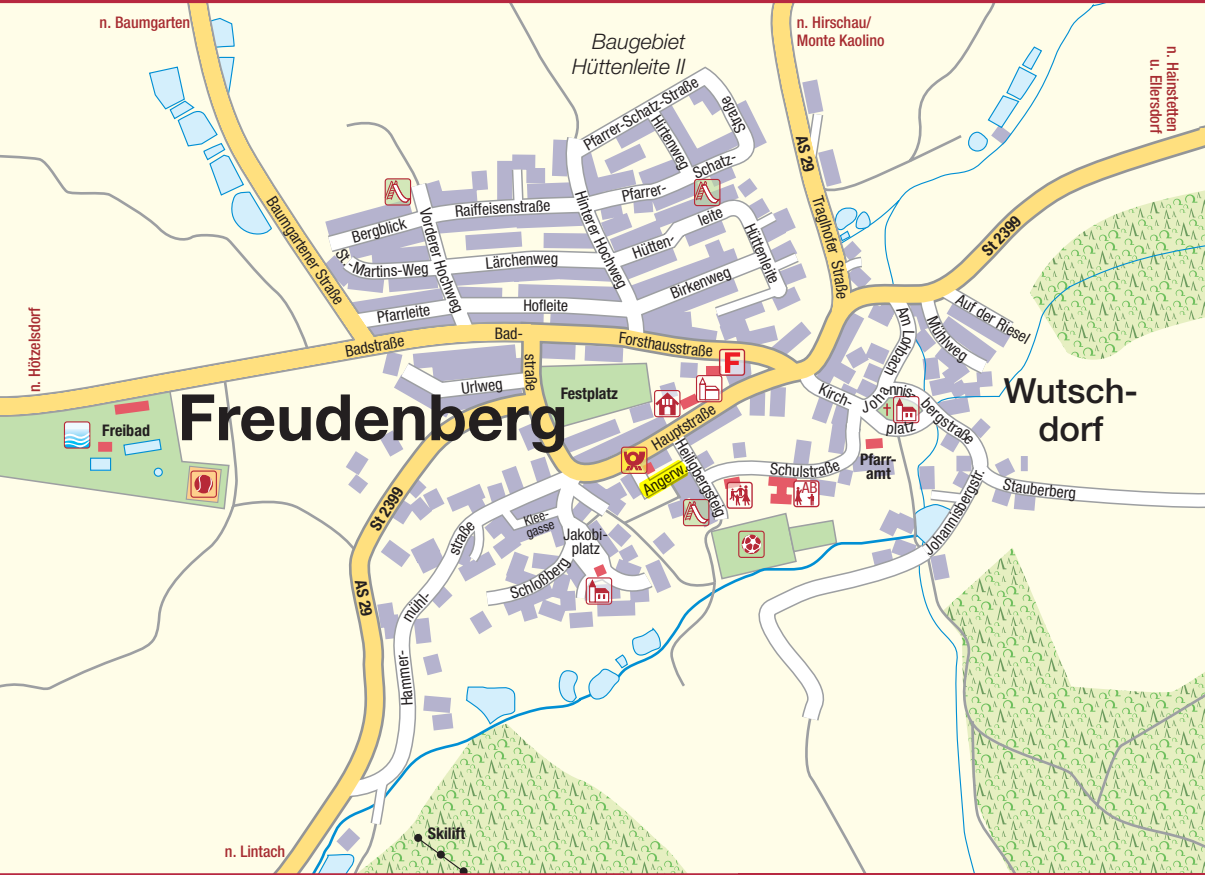 n. Baumgarten
n. Hirschau/
Monte Kaolino
n. Hainstetten
u. Ellersdorf
Baugebiet
Hüttenleite II
Pfarrer-Schatz-Straße
Straße
Hirtenweg
Schatz-
Pfarrer-
AS 29
Traglhofer Straße
Baumgartener Straße
Bergblick
Raiffeisenstraße
Vorderer Hochweg
Hinterer Hochweg
St.-Martins-Weg
Lärchenweg
Hütten-
leite
Hüttenleite
Birkenweg
Pfarrleite
Hofleite
St 2399
Auf der Riesel
Mühlweg
Am Lohbach
n. Hötzelsdorf
Badstraße
Bad-
straße
Forsthausstraße
F
Urlweg
Festplatz
Freudenberg
Freibad
Hauptstraße
Kirch-
Johannis-
platz
bergstraße
Wutsch-
dorf
Pfarr-
amt
Schulstraße
Heiligbergsteig
Angerw
AB
Stauberberg
Johannisbergstr.
St 2399
AS 29
Klee-
gasse
Jakobi-
platz
Schloßberg
straße
mühl-
Hammer-
Skilift
n. Lintach